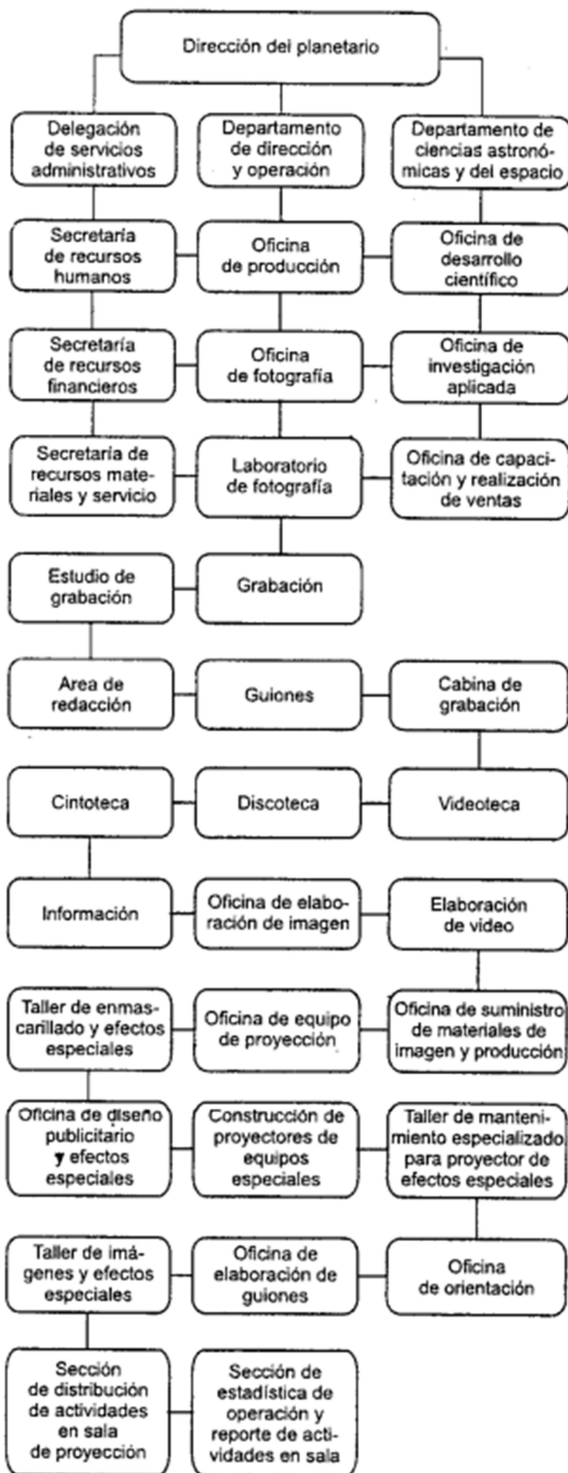 Dirección del planetario
Delegación
de servicios
administrativos
Departamento
de dirección
y operación
Departamento de
ciencias astronó-
micas y del espacio
Secretaría
de recursos
humanos
Oficina
de producción
Oficina de
desarrollo
científico
Secretaría
de recursos
financieros
Oficina
de fotografía
Oficina de
investigación
aplicada
Secretaría de
recursos mate-
riales y servicio
Laboratorio
de fotografía
Oficina de capaci-
tación y realización
de ventas
Estudio de
grabación
Grabación
Area de
redacción
Guiones
Cabina de
grabación
Cintoteca
Discoteca
Videoteca
Información
Oficina de elabo-
ración de imagen
Elaboración
de video
Taller de enmas-
carillado y efectos
especiales
Oficina de equipo
de proyección
Oficina de suministro
de materiales de
imagen y producción
Oficina de diseño
publicitario
y efectos
especiales
Construcción de
proyectores de
equipos
especiales
Taller de manteni-
miento especializado
para proyector de
efectos especiales
Taller de imá-
genes y efectos
especiales
Oficina de
elaboración de
guiones
Oficina
de orientación
Sección
de distribución
de actividades
en sala
de proyección
Sección de
estadística de
operación y
reporte de acti-
vidades en sala